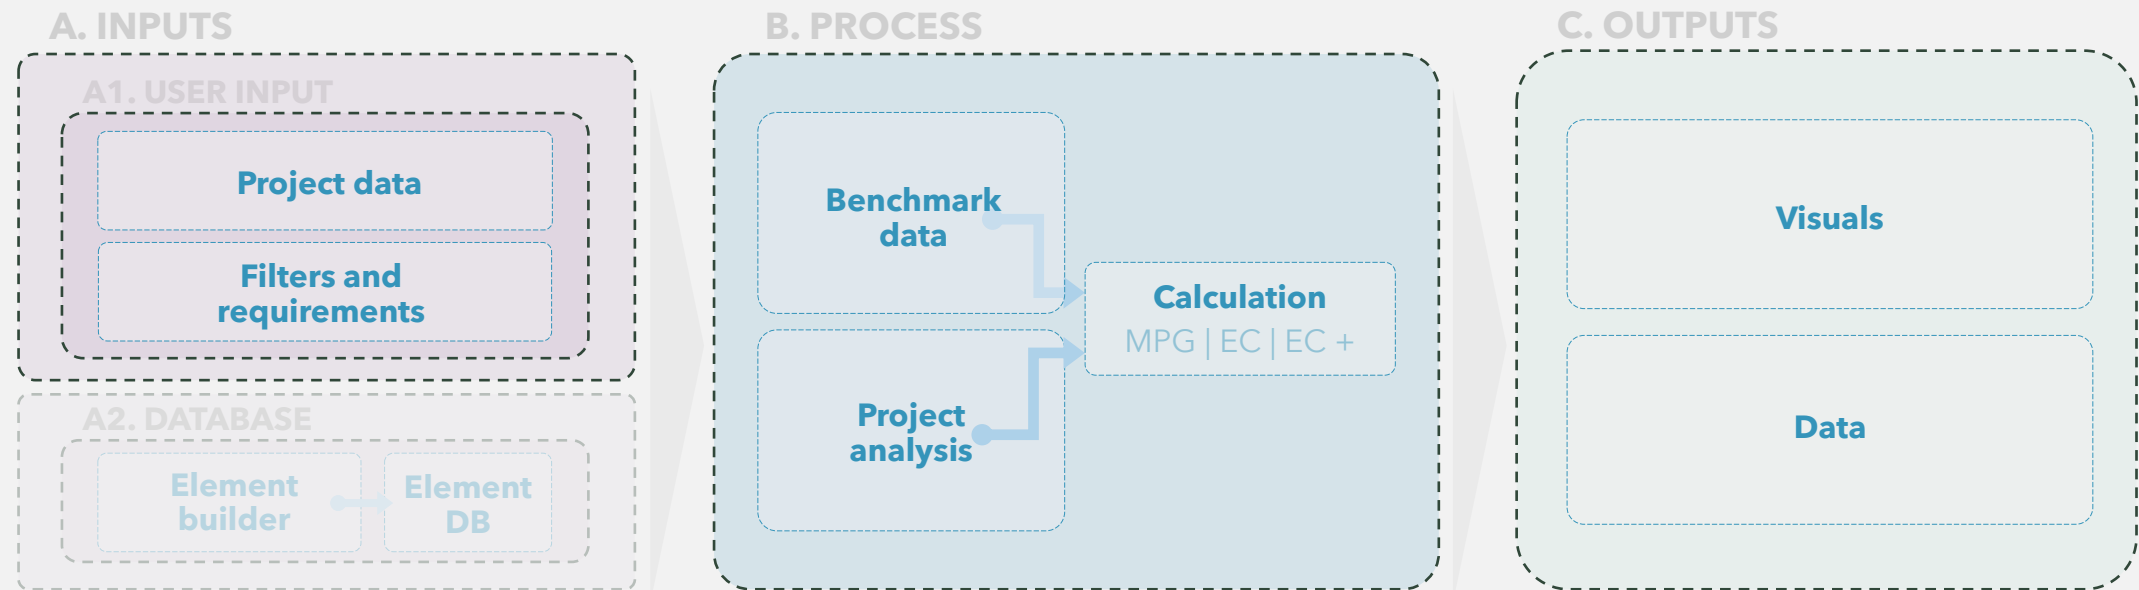 A. INPUTS
A1. USER INPUT
Project data
Filters and
requirements
A2. DATABASE
Element
builder
Element
DB
B. PROCESS
Benchmark
data
Project
analysis
Calculation
MPG | EC | EC +
C. OUTPUTS
Visuals
Data